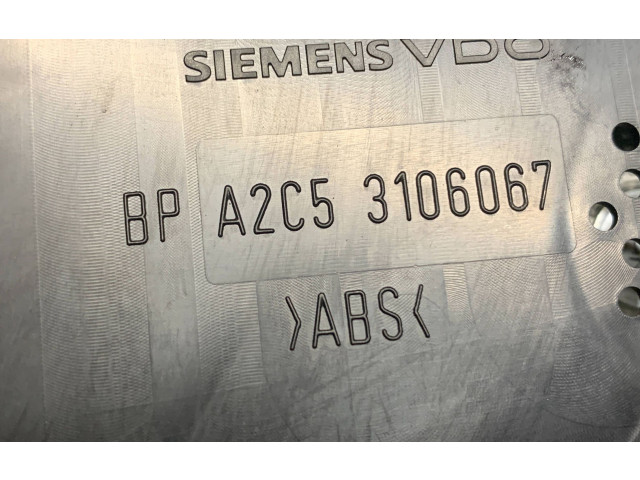 SIEMENS VDO
BP A2C5 3106067
>ABS<